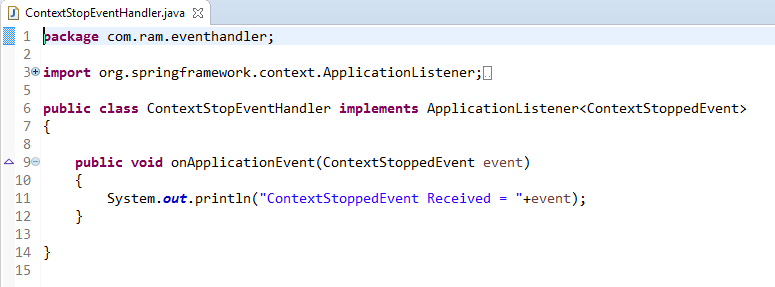 ContextStopEventHandler.java
1 package com.ram.eventhandler;
2
3 import org.springframework.context.ApplicationListener;
5
6 public class ContextStopEventHandler implements ApplicationListener<ContextStoppedEvent>
7 {
8
9     public void onApplicationEvent(ContextStoppedEvent event)
10     {
11         System.out.println("ContextStoppedEvent Received = "+event);
12     }
13
14 }
15